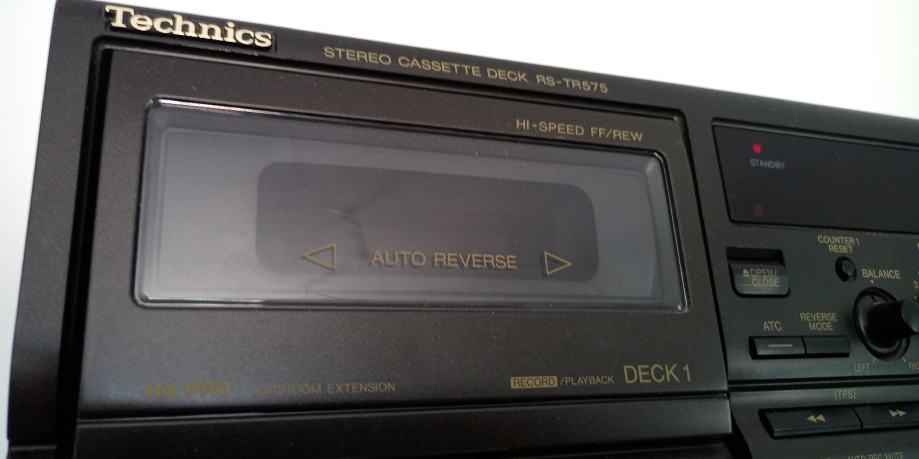 Technics
STEREO CASSETTE DECK RS-TR575
HI-SPEED FF/REW
STANDBY
AUTO REVERSE
COUNTER 1
RESET
OPEN/
CLOSE
BALANCE
ATC
REVERSE
MODE
LEFT
HX PRO HEADROOM EXTENSION
RECORD /PLAYBACK DECK 1
[TPS]